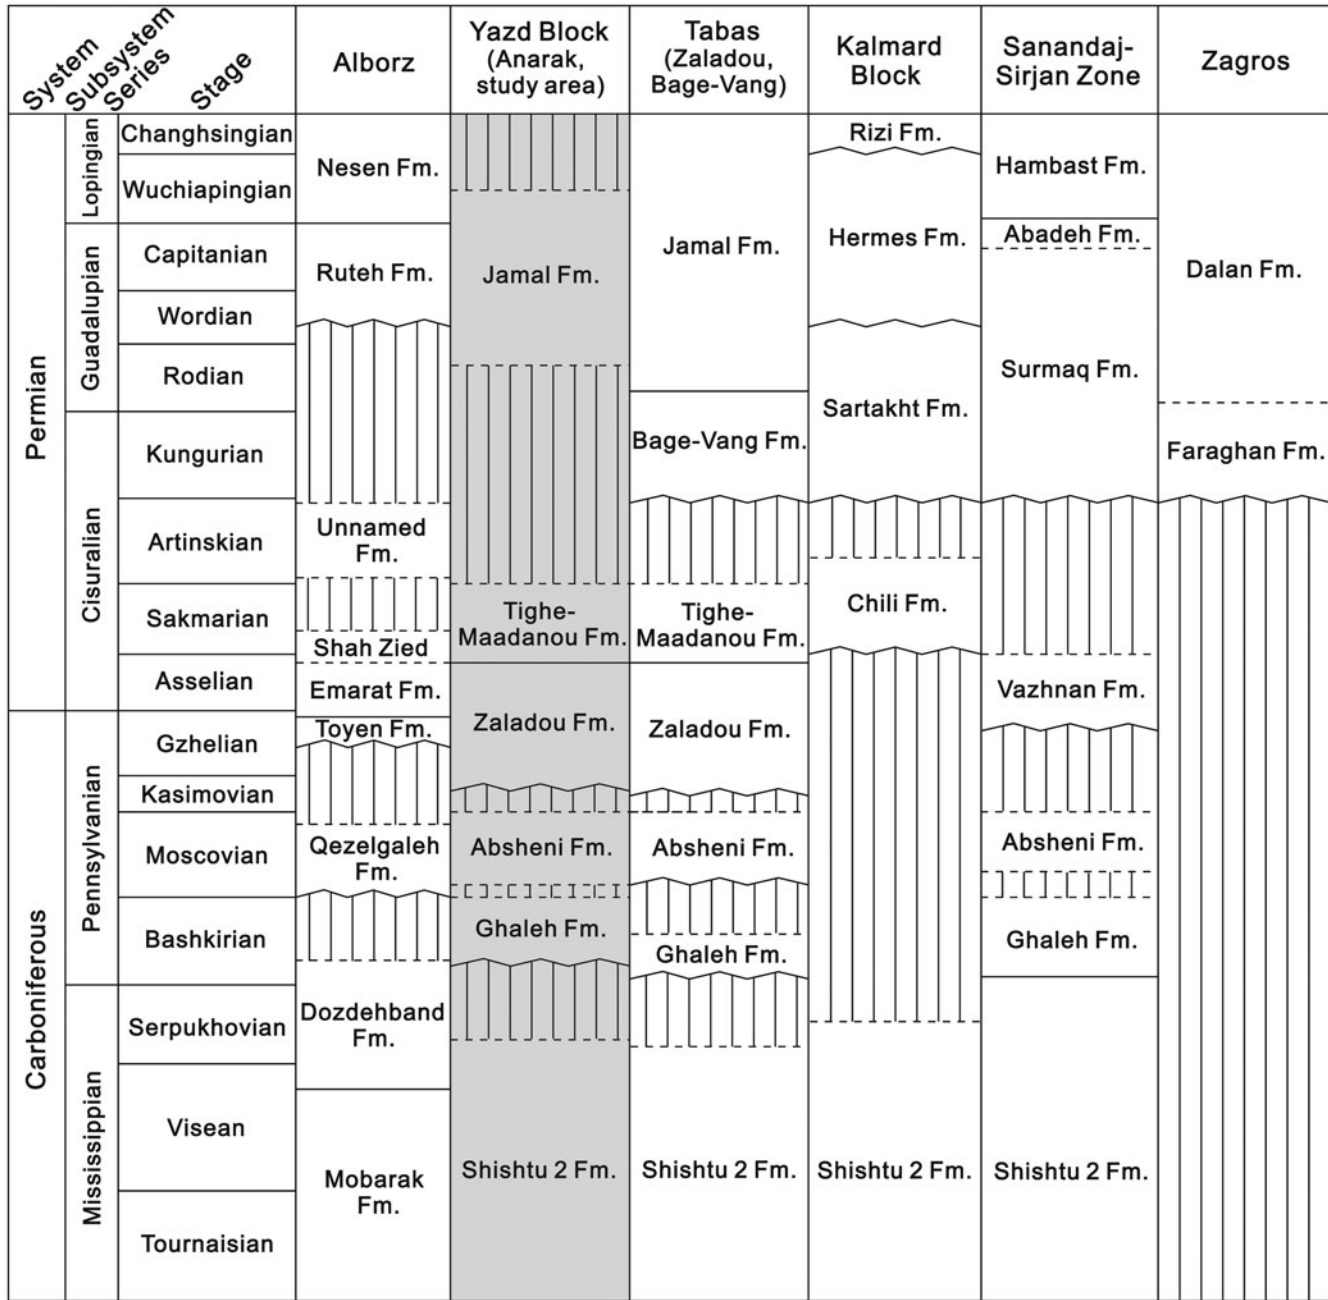 System
Subsystem
Series
Stage
Alborz
Yazd Block
(Anarak,
study area)
Tabas
(Zaladou,
Bage-Vang)
Kalmard
Block
Sanandaj-
Sirjan Zone
Zagros
Permian
Carboniferous
Lopingian
Guadalupian
Cisuralian
Pennsylvanian
Mississippian
Changhsingian
Wuchiapingian
Capitanian
Wordian
Rodian
Kungurian
Artinskian
Sakmarian
Asselian
Gzhelian
Kasimovian
Moscovian
Bashkirian
Serpukhovian
Visean
Tournaisian
Nesen Fm.
Ruteh Fm.
Unnamed
Fm.
Shah Zied
Emarat Fm.
Toyen Fm.
Qezelgaleh
Fm.
Dozdehband
Fm.
Mobarak
Fm.
Jamal Fm.
Tighe-
Maadanou Fm.
Zaladou Fm.
Absheni Fm.
Ghaleh Fm.
Shishtu 2 Fm.
Jamal Fm.
Bage-Vang Fm.
Tighe-
Maadanou Fm.
Zaladou Fm.
Absheni Fm.
Ghaleh Fm.
Shishtu 2 Fm.
Rizi Fm.
Hermes Fm.
Sartakht Fm.
Chili Fm.
Shishtu 2 Fm.
Hambast Fm.
Abadeh Fm.
Surmaq Fm.
Vazhnan Fm.
Absheni Fm.
Ghaleh Fm.
Shishtu 2 Fm.
Dalan Fm.
Faraghan Fm.